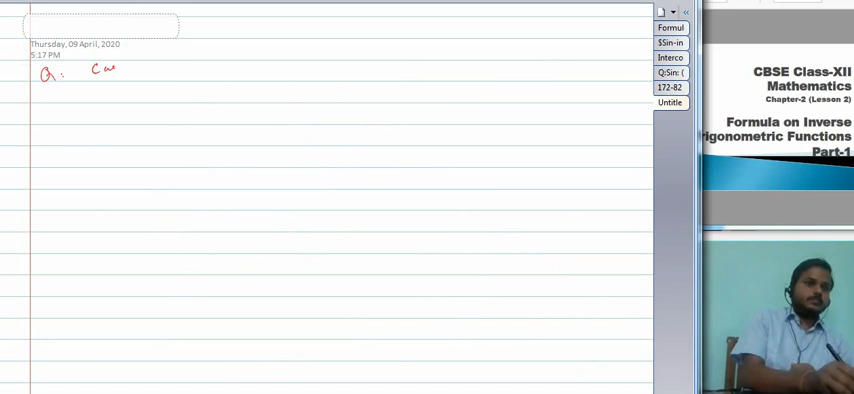 Thursday, 09 April, 2020
5:17 PM
Q:
Formul
$Sin-in
Interco
Q:Sin: (
172-82
Untitle
CBSE Class-XII
Mathematics
Chapter-2 (Lesson 2)
Formula on Inverse
rigonometric Functions
Part-1